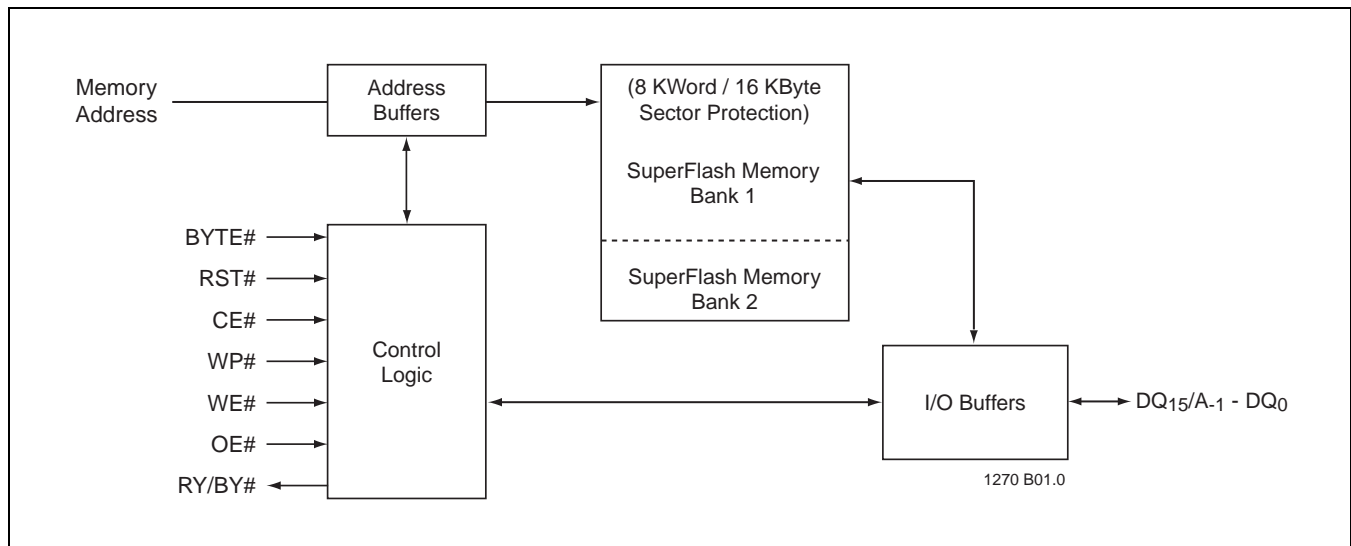 Memory
Address
Address
Buffers
(8 KWord / 16 KByte
Sector Protection)
SuperFlash Memory
Bank 1
SuperFlash Memory
Bank 2
BYTE#
RST#
CE#
WP#
WE#
OE#
RY/BY#
Control
Logic
I/O Buffers
DQ15/A-1 - DQ0
1270 B01.0